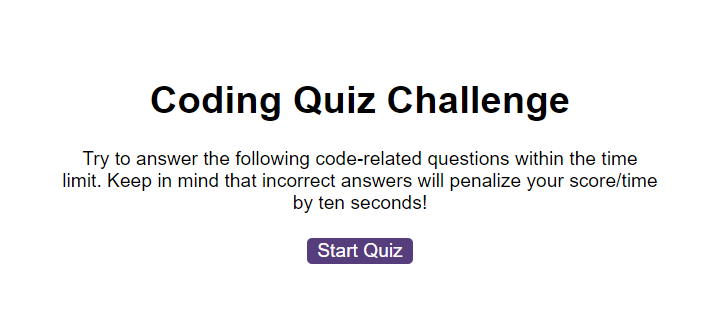 Coding Quiz Challenge
Try to answer the following code-related questions within the time
limit. Keep in mind that incorrect answers will penalize your score/time
by ten seconds!
Start Quiz